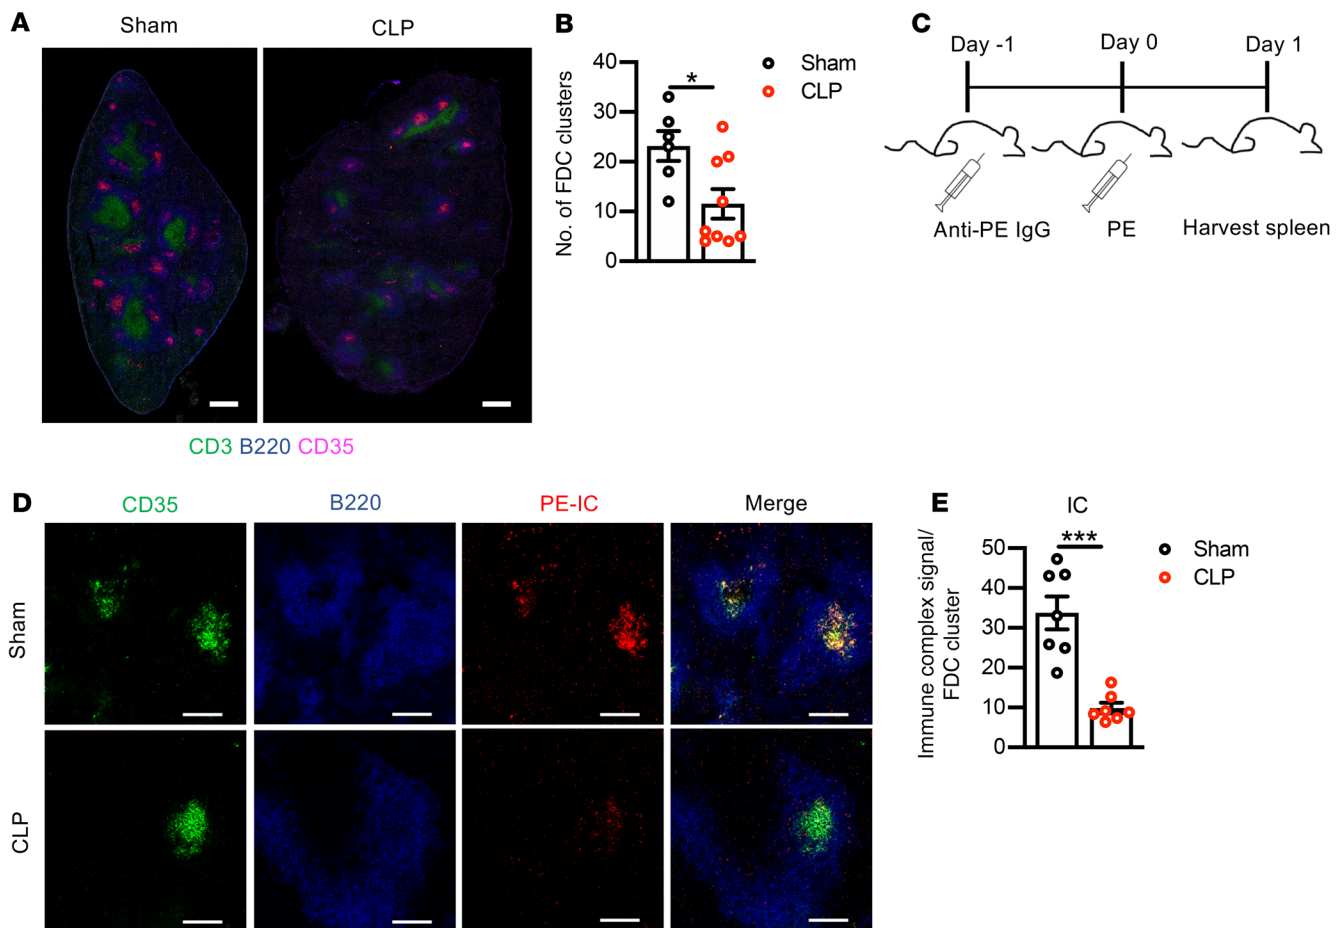 A
Sham
CLP
CD3 B220 CD35
B
No. of FDC clusters
40
30
20
10
0
*
Sham
CLP
C
Day -1
Day 0
Day 1
Anti-PE IgG
PE
Harvest spleen
D
CD35
B220
PE-IC
Merge
Sham
CLP
E
IC
Immune complex signal/
FDC cluster
50
40
30
20
10
0
***
Sham
CLP